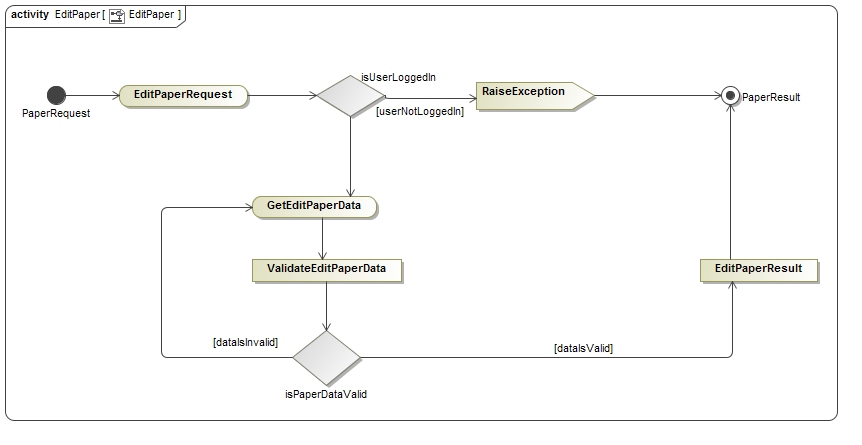 activity EditPaper [ EditPaper ]
isUserLoggedIn
EditPaperRequest
RaiseException
PaperRequest
[userNotLoggedIn]
PaperResult
GetEditPaperData
ValidateEditPaperData
EditPaperResult
[dataIsInvalid]
[dataIsValid]
isPaperDataValid